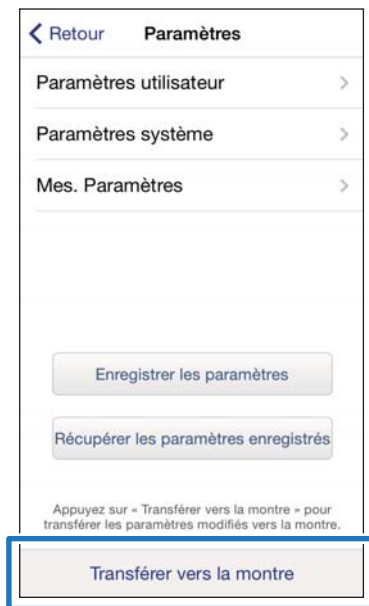 Retour Paramètres
Paramètres utilisateur
Paramètres système
Mes. Paramètres
Enregistrer les paramètres
Récupérer les paramètres enregistrés
Appuyez sur « Transférer vers la montre » pour
transférer les paramètres modifiés vers la montre.
Transférer vers la montre